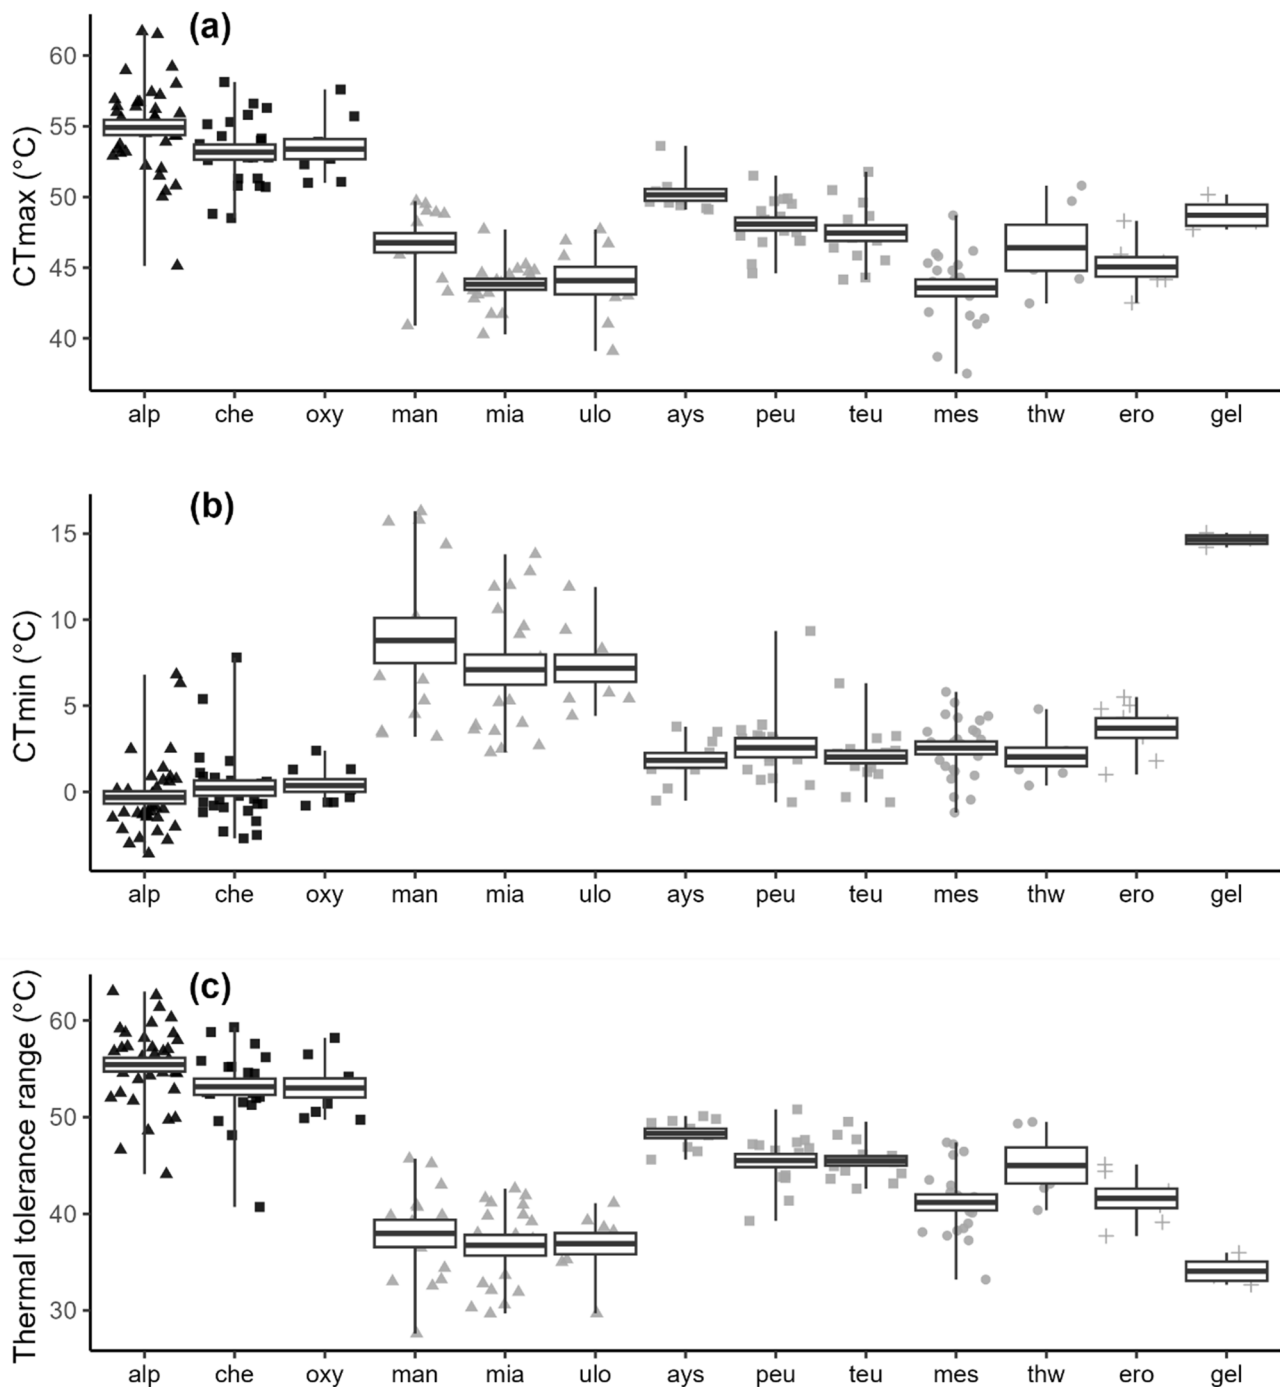 (a)
CTmax (°C)
60
55
50
45
40
alp che oxy man mia ulo ays peu teu mes thw ero gel
(b)
CTmin (°C)
15
10
5
0
alp che oxy man mia ulo ays peu teu mes thw ero gel
(c)
Thermal tolerance range (°C)
60
50
40
30
alp che oxy man mia ulo ays peu teu mes thw ero gel